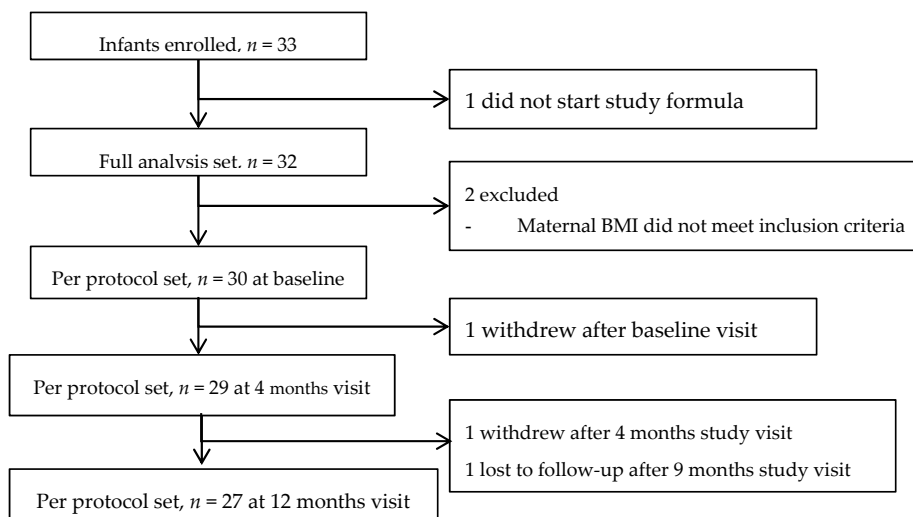 Infants enrolled, n = 33
1 did not start study formula
Full analysis set, n = 32
2 excluded
- Maternal BMI did not meet inclusion criteria
Per protocol set, n = 30 at baseline
1 withdrew after baseline visit
Per protocol set, n = 29 at 4 months visit
1 withdrew after 4 months study visit
1 lost to follow-up after 9 months study visit
Per protocol set, n = 27 at 12 months visit